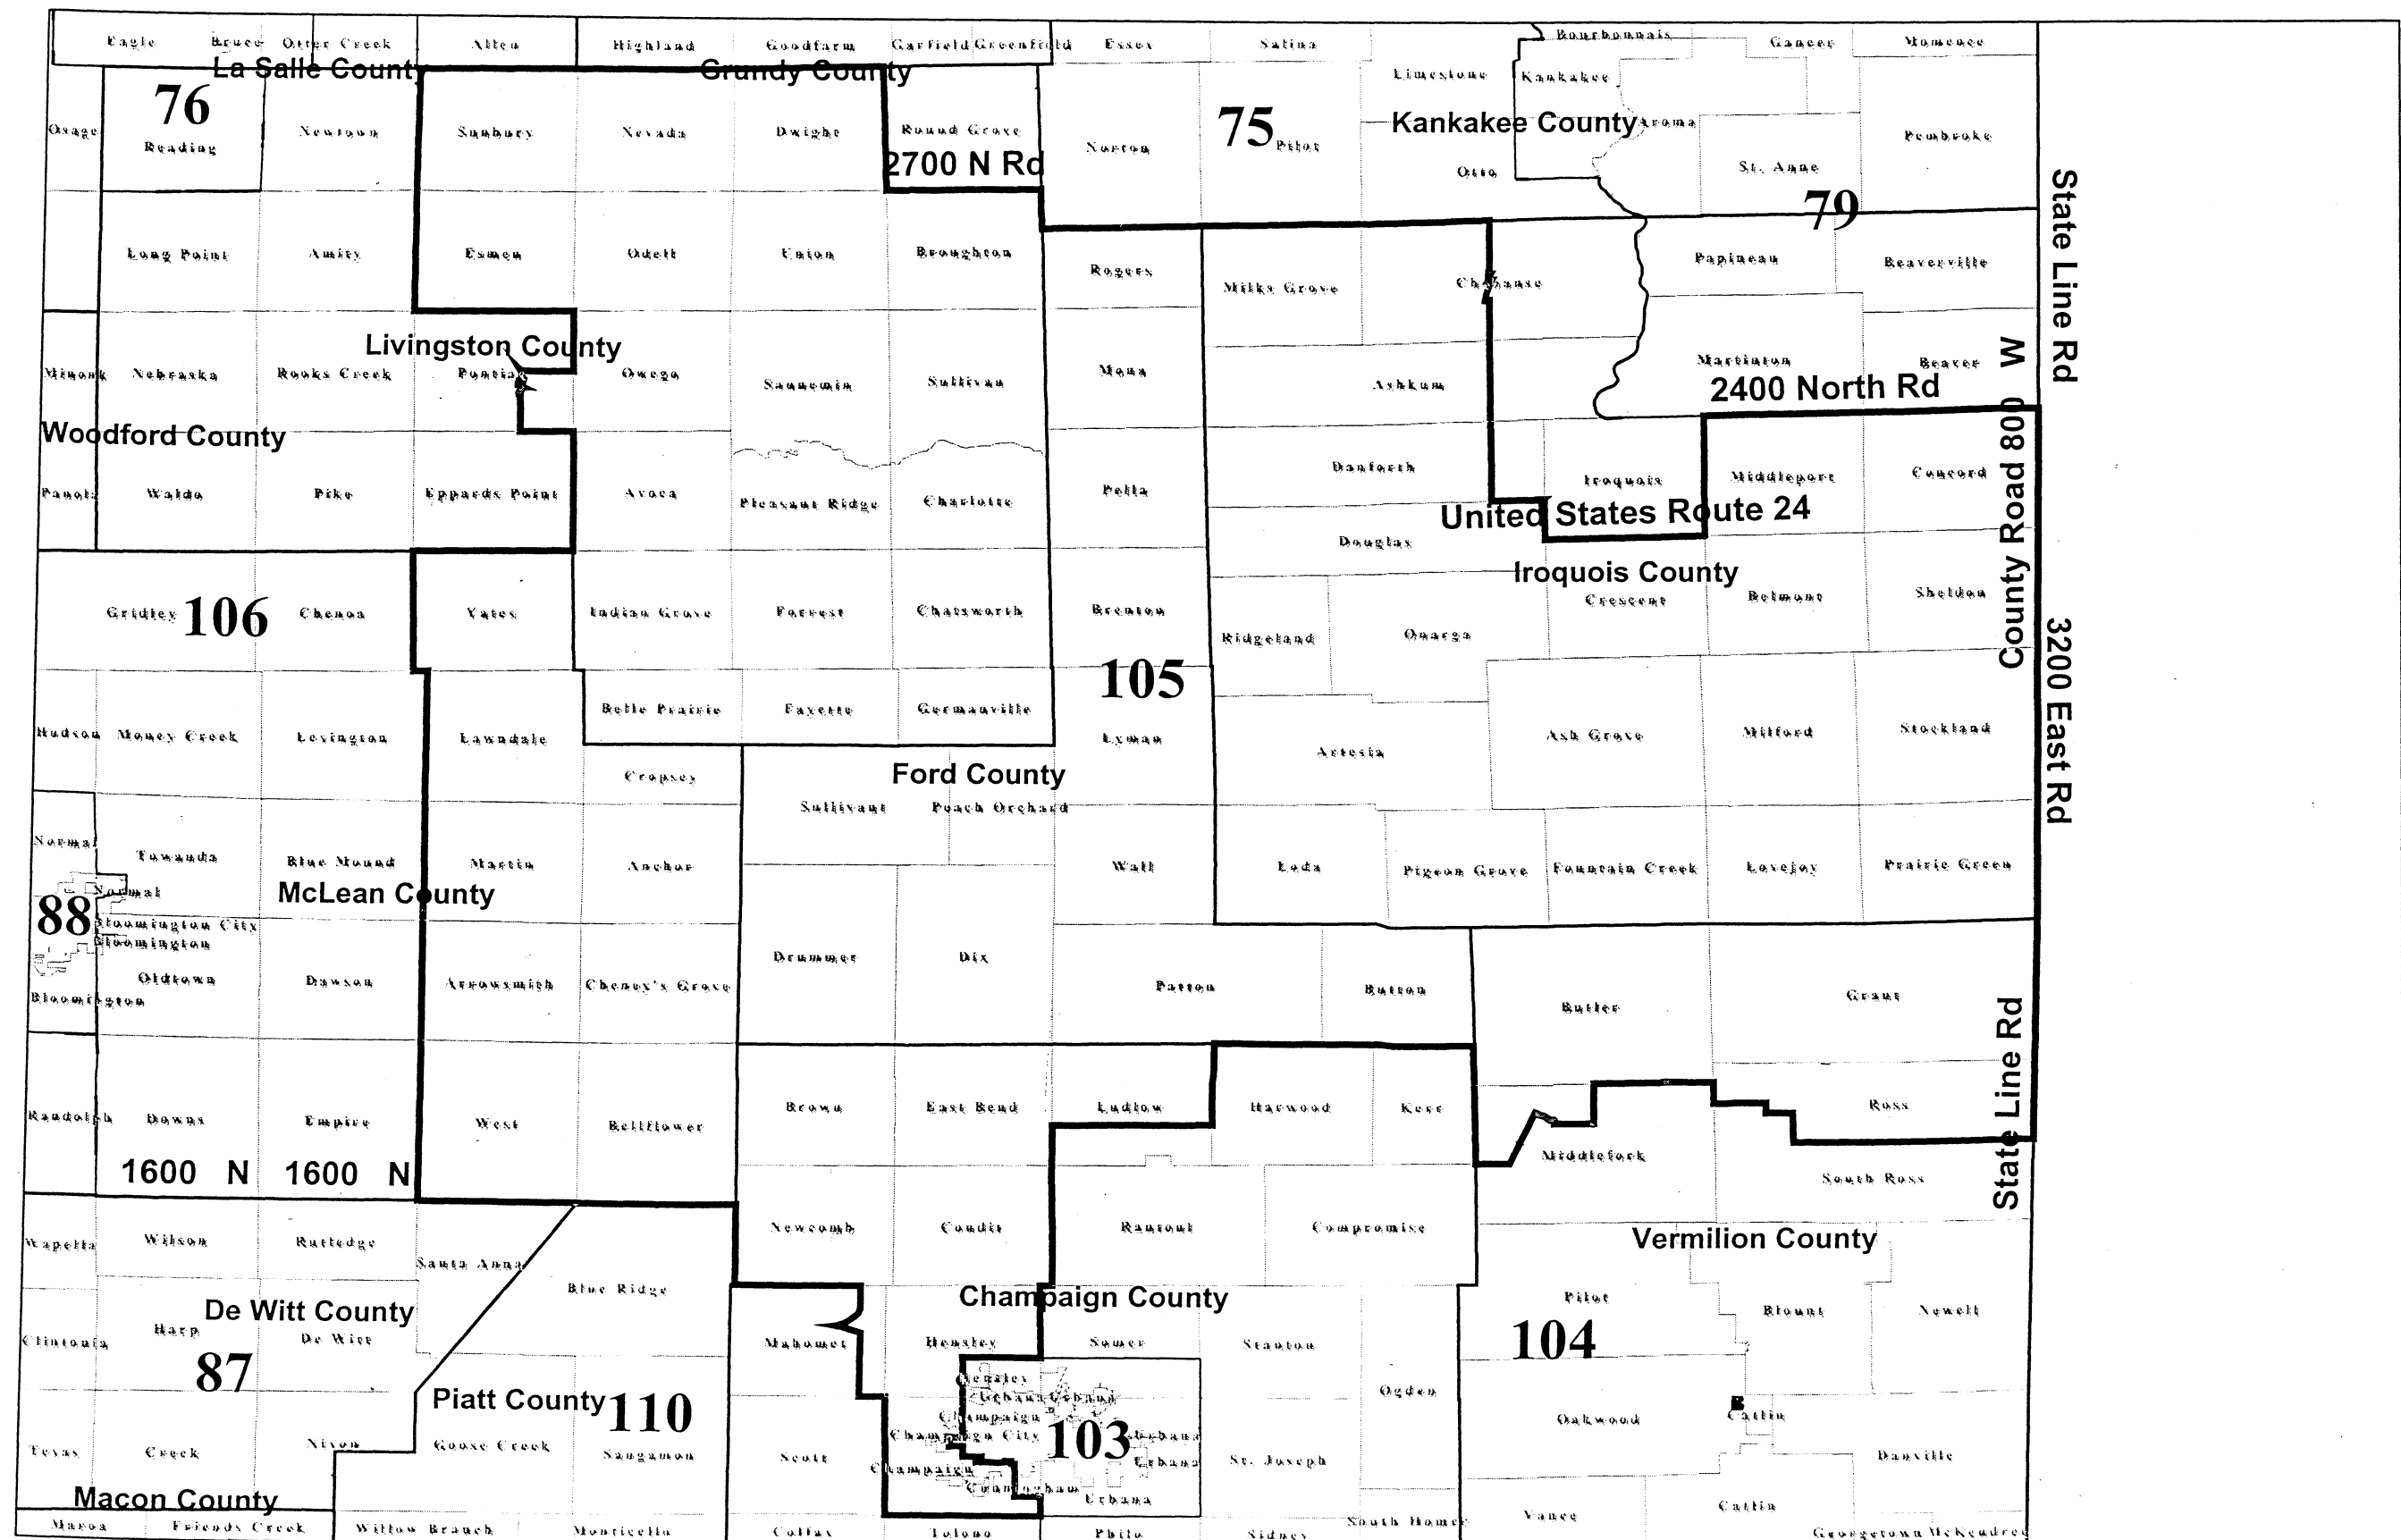 Eagle Bruce Otter Creek Allen Highland Goodfarm Garfield Greenfield Essex Salina Bourbonnais Ganeer Momence
La Salle County Grundy County Limestone Kankakee
76 75 Kankakee County Aroma
Osage Reading Newtown Sunbury Nevada Dwight Round Grove Norton Pilot Pembroke
2700 N Rd Otto St. Anne
79
State Line Rd
Long Point Amity Esmen Odell Union Broughton Rogers Milks Grove Chebanse Papineau Beaverville
Livingston County
Minonk Nebraska Rooks Creek Pontiac Owego Saunemin Sullivan Mona Ashkum Martinton Beaver
2400 North Rd
County Road 800 W
Woodford County
Panola Waldo Pike Eppards Point Avoca Pleasant Ridge Charlotte Pella Danforth Iroquois Middleport Concord
United States Route 24
Douglas
Iroquois County
Gridley 106 Chenoa Yates Indian Grove Forrest Chatsworth Brenton Ridgeland Onarga Crescent Belmont Sheldon
3200 East Rd
105
Hudson Money Creek Lexington Lawndale Belle Prairie Fayette Germanville Lyman Artesia Ash Grove Milford Stockland
Cropsey Ford County
Sullivant Peach Orchard
Normal Towanda Blue Mound Martin Anchor Wall Loda Pigeon Grove Fountain Creek Lovejoy Prairie Green
Normal McLean County
88 Bloomington City
Bloomington
Bloomington Oldtown Dawson Arrowsmith Cheney's Grove Drummer Dix Patton Button Butler Grant
State Line Rd
Randolph Downs Empire West Bellflower Brown East Bend Ludlow Harwood Kerr Ross
1600 N 1600 N Middlefork South Ross
Wapella Wilson Rutledge Santa Anna Newcomb Condit Rantoul Compromise
Vermilion County
Blue Ridge Champaign County Pilot Blount Newell
De Witt County
Clintonia Harp De Witt Mahomet Hensley Somer Stanton 104
87
Hensley
Piatt County 110 Urbana Urbana Ogden
Champaign Oakwood Catlin
Texas Creek Nixon Goose Creek Sangamon Scott Champaign City 103 Urbana St. Joseph Danville
Champaign Urbana
Cunningham Urbana
Macon County Vance Catlin
Maroa Friends Creek Willow Branch Monticello Colfax Tolono Philo Sidney South Homer Georgetown McKendree